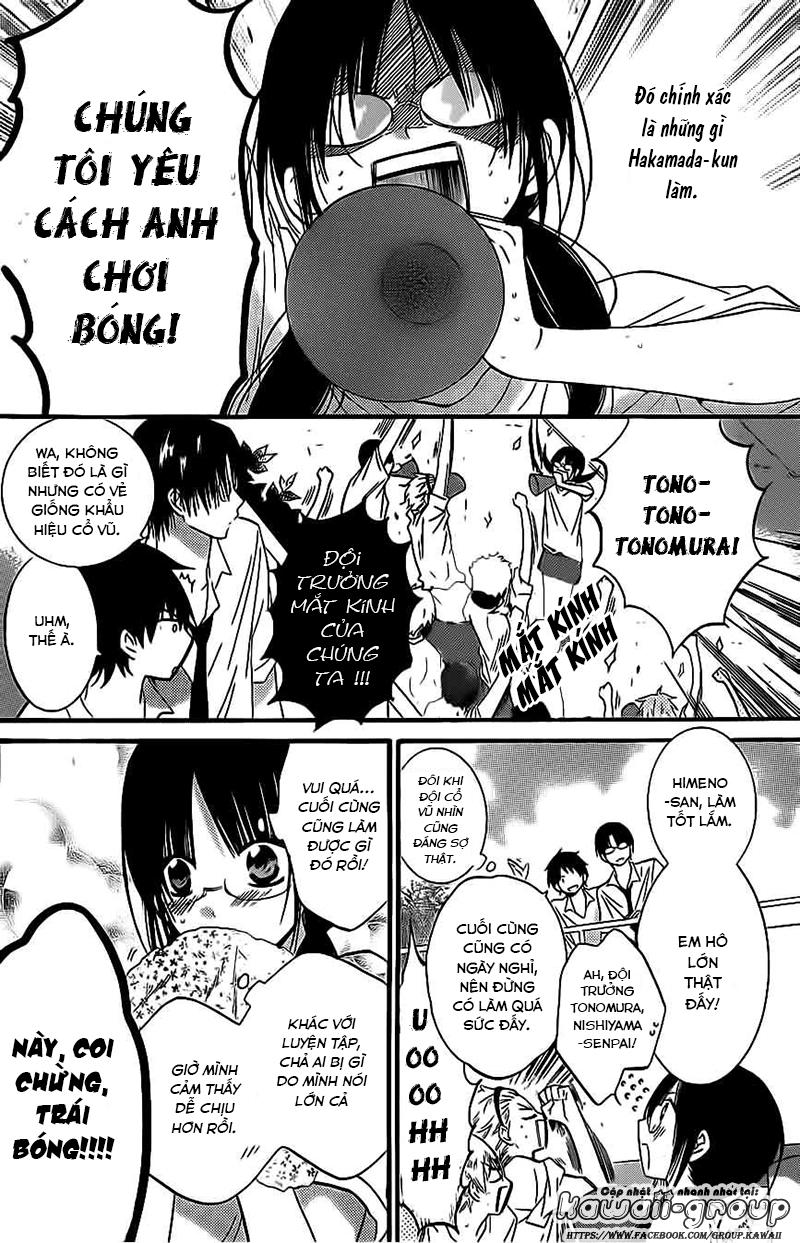 Đó chính xác
là những gì
Hakamada-kun
làm.
CHÚNG
TÔI YÊU
CÁCH ANH
CHƠI
BÓNG!
TONO-
TONO-
TONOMURA!
MẮT KÍNH
MẮT KÍNH
ĐỘI
TRƯỞNG
MẮT KINH
CỦA
CHÚNG
TA !!!
WA, KHÔNG
BIẾT ĐÓ LÀ GÌ
NHƯNG CÓ VẺ
GIỐNG KHẨU
HIỆU CỔ VŨ.
UHM,
THẾ À.
HIMENO
-SAN, LÀM
TỐT LẮM.
EM HÔ
LỚN
THẬT
ĐẤY!
ĐÔI KHI
ĐỘI CỔ
VŨ NHÌN
CŨNG
ĐÁNG SỢ
THẬT.
CUỐI CÙNG
CŨNG CÓ
NGÀY NGHỈ,
NÊN ĐỪNG
CÓ LÀM QUÁ
SỨC ĐẤY.
AH, ĐỘI
TRƯỞNG
TONOMURA,
NISHIYAMA
-SENPAI!
U
OO
O O
HH
HH
VUI QUÁ...
CUỐI CÙNG
CŨNG LÀM
ĐƯỢC GÌ
ĐÓ RỒI!
KHÁC VỚI
LUYỆN TẬP,
CHẢ AI BỊ GÌ
DO MÌNH NÓI
LỚN CẢ
GIỜ MÌNH
CẢM THẤY
DỄ CHỊU
HƠN RỒI.
NÀY, COI
CHỪNG,
TRÁI
BÓNG!!!!
Cập nhật nhanh nhất tại:
Kawaii-group
HTTPS://WWW.FACEBOOK.COM/GROUP.KAWAII